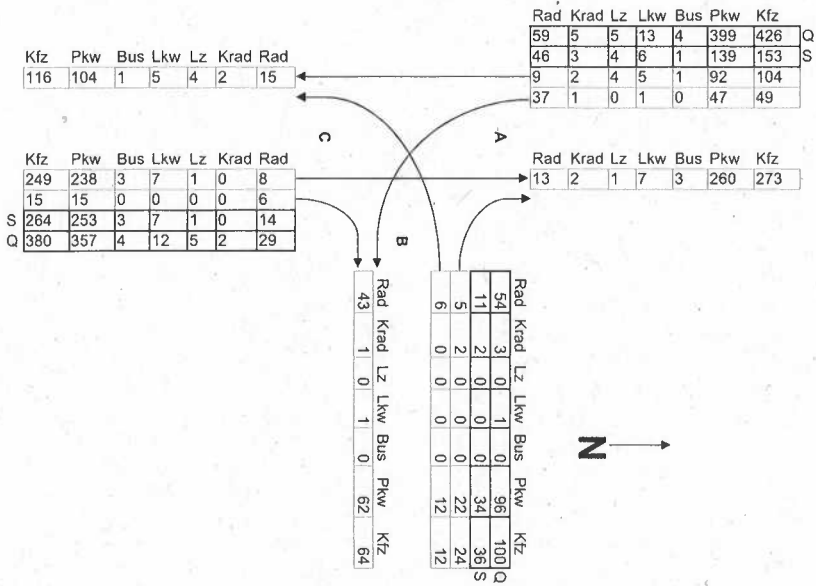 Rad Krad Lz Lkw Bus Pkw Kfz
59 5 5 13 4 399 426 Q
46 3 4 6 1 139 153 S
9 2 4 5 1 92 104
37 1 0 1 0 47 49
Kfz Pkw Bus Lkw Lz Krad Rad
116 104 1 5 4 2 15
C
A
Kfz Pkw Bus Lkw Lz Krad Rad
249 238 3 7 1 0 8
15 15 0 0 0 0 6
S 264 253 3 7 1 0 14
Q 380 357 4 12 5 2 29
Rad Krad Lz Lkw Bus Pkw Kfz
13 2 1 7 3 260 273
B
Rad Krad Lz Lkw Bus Pkw Kfz
43 1 0 1 0 62 64
Rad Krad Lz Lkw Bus Pkw Kfz
54 3 0 1 0 96 100 Q
11 2 0 0 0 34 36 S
5 2 0 0 0 22 24
6 0 0 0 0 12 12
N